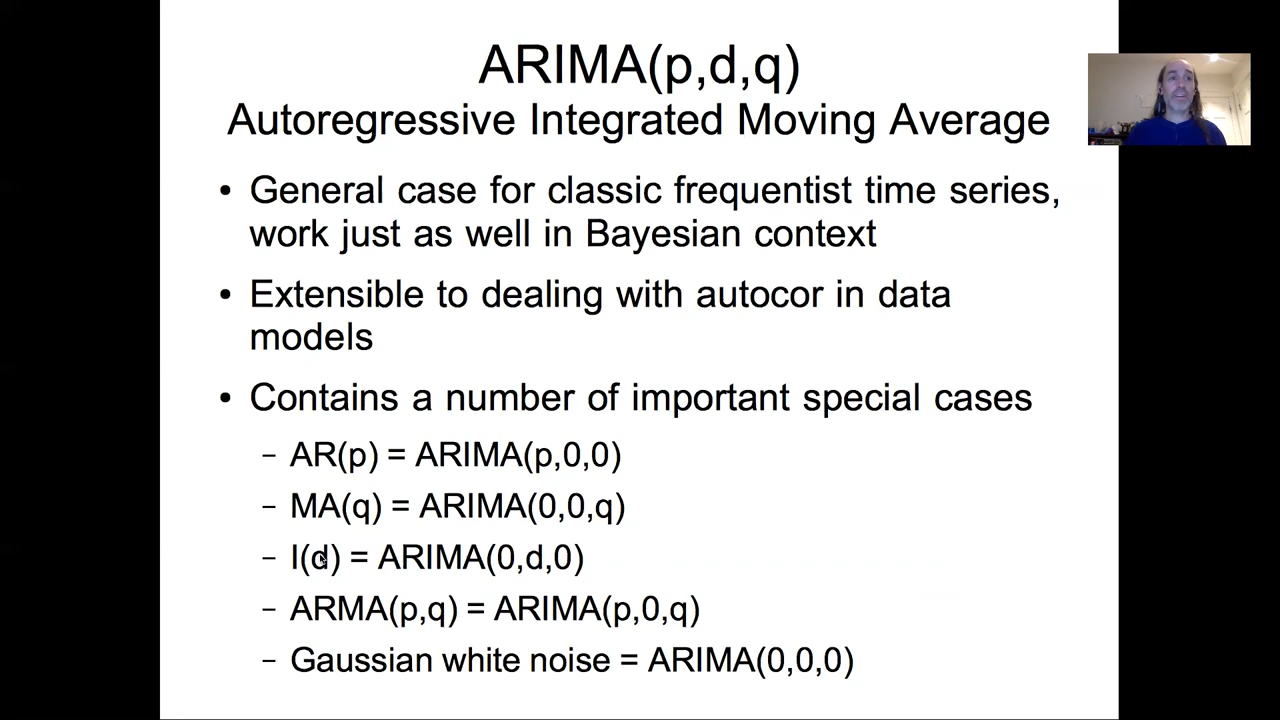 ARIMA(p,d,q)
Autoregressive Integrated Moving Average
• General case for classic frequentist time series,
work just as well in Bayesian context
• Extensible to dealing with autocor in data
models
• Contains a number of important special cases
– AR(p) = ARIMA(p,0,0)
– MA(q) = ARIMA(0,0,q)
– I(d) = ARIMA(0,d,0)
– ARMA(p,q) = ARIMA(p,0,q)
– Gaussian white noise = ARIMA(0,0,0)